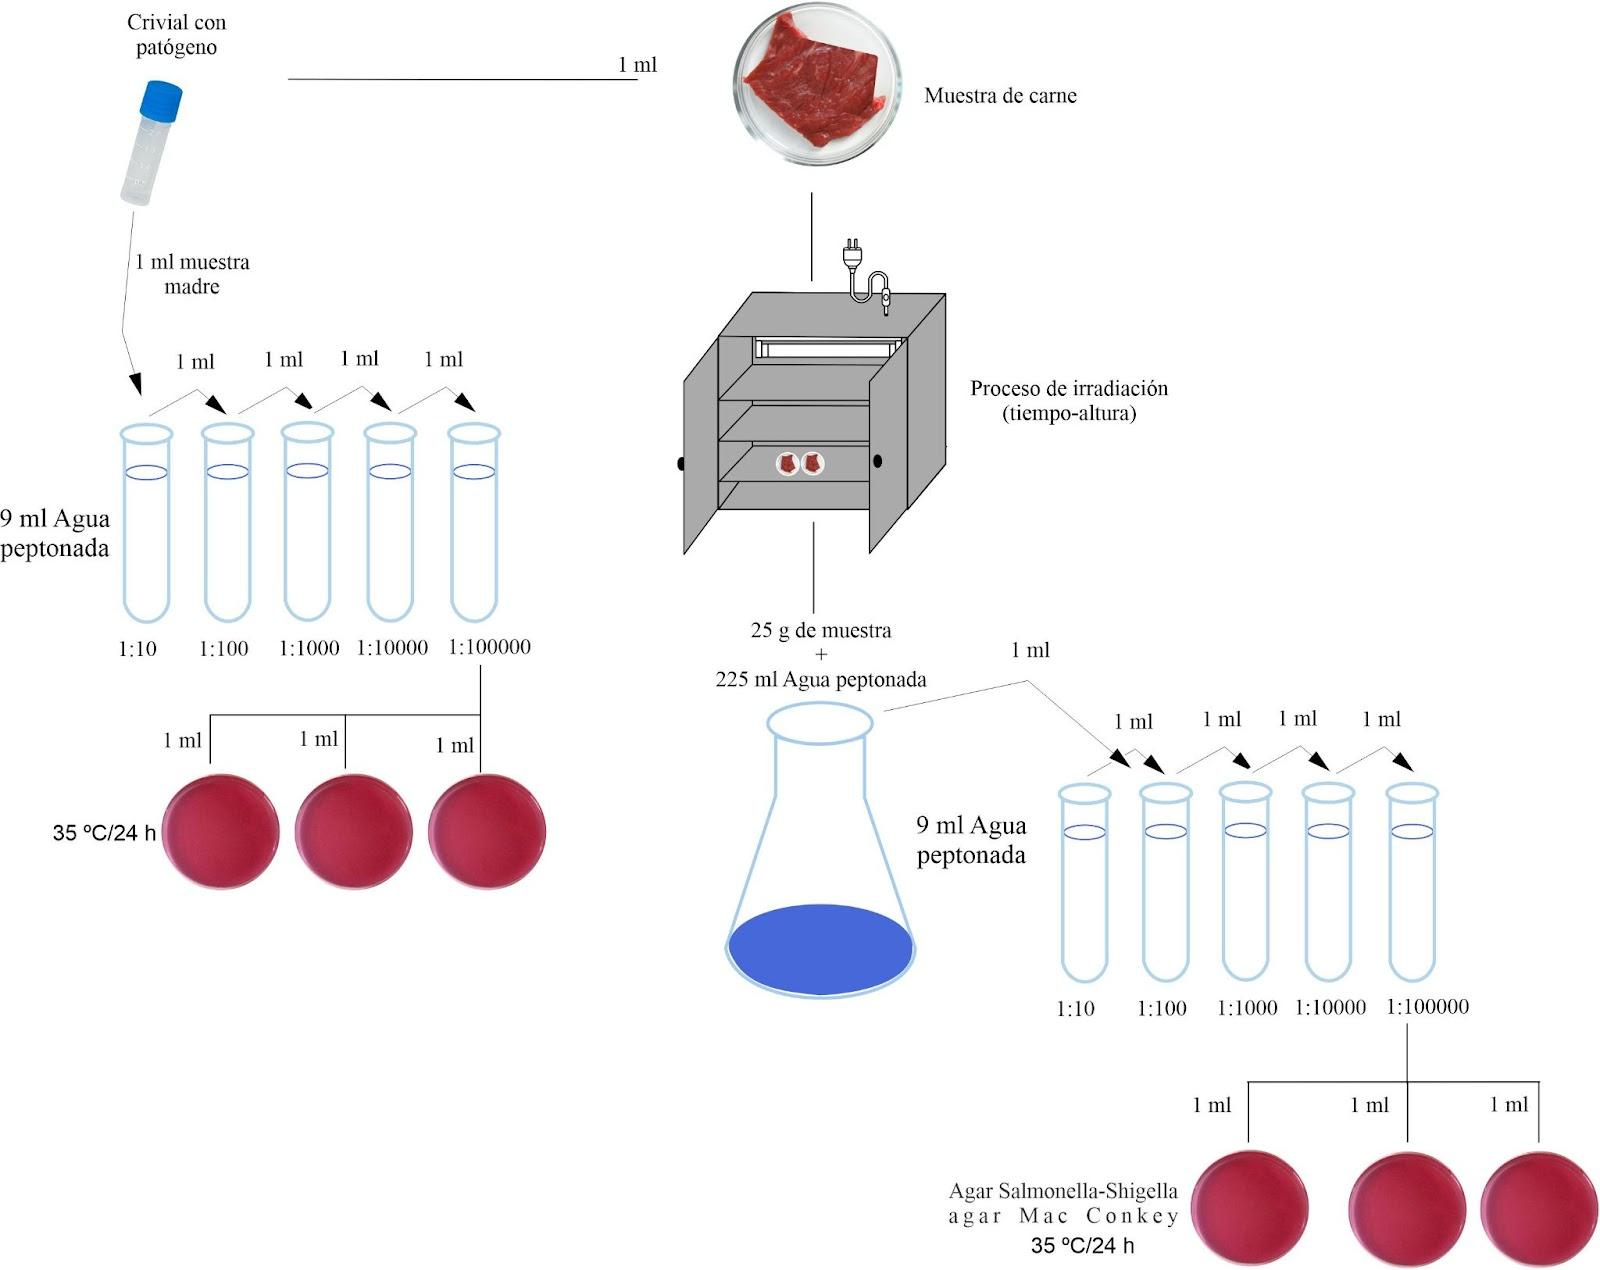 Crivial con
patógeno
1 ml
Muestra de carne
1 ml muestra
madre
1 ml
1 ml
1 ml
1 ml
9 ml Agua
peptonada
1:10
1:100
1:1000
1:10000
1:100000
1 ml
1 ml
1 ml
35 ºC/24 h
Proceso de irradiación
(tiempo-altura)
25 g de muestra
+
225 ml Agua peptonada
1 ml
1 ml
1 ml
1 ml
1 ml
9 ml Agua
peptonada
1:10
1:100
1:1000
1:10000
1:100000
1 ml
1 ml
1 ml
Agar Salmonella-Shigella
agar Mac Conkey
35 ºC/24 h